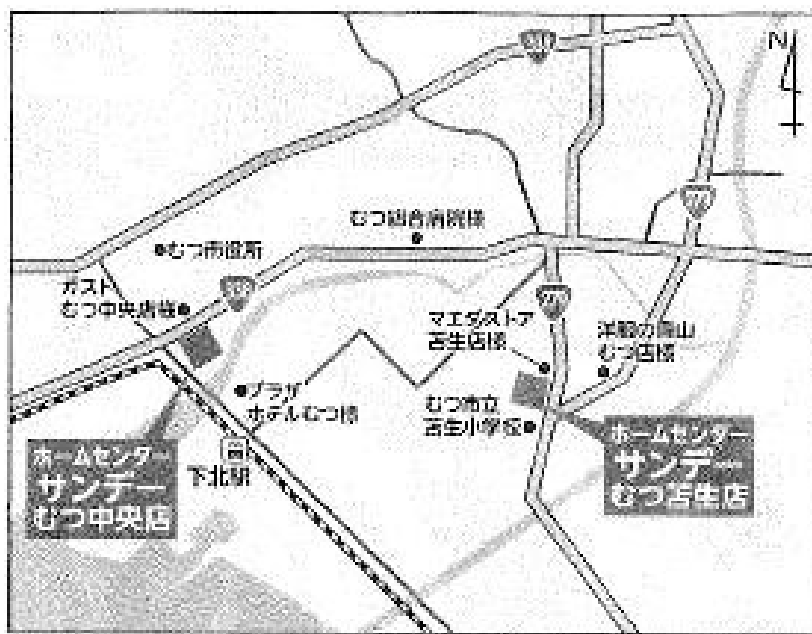 N
むつ総合病院様
むつ市役所
ガスト
むつ中央店様
338
マエダストア
苫生店様
洋服の青山
むつ店様
プラザ
ホテルむつ様
むつ市立
苫生小学校
下北駅
ホームセンター
サンデー
むつ中央店
ホームセンター
サンデー
むつ苫生店